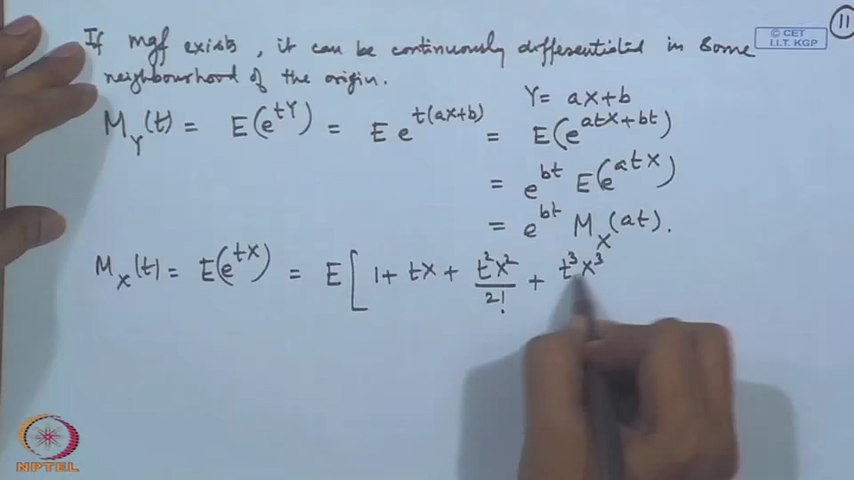 11
© CET
I.I.T. KGP
If mgf exists, it can be continuously differentiated in some
neighbourhood of the origin.
Y = aX+b
M_Y(t) = E(e^{tY}) = E e^{t(aX+b)} = E(e^{atX+bt})
= e^{bt} E(e^{atX})
= e^{bt} M_X(at).
M_X(t) = E(e^{tX}) = E[1+ tX + t²X²/2! + t³X³
NPTEL